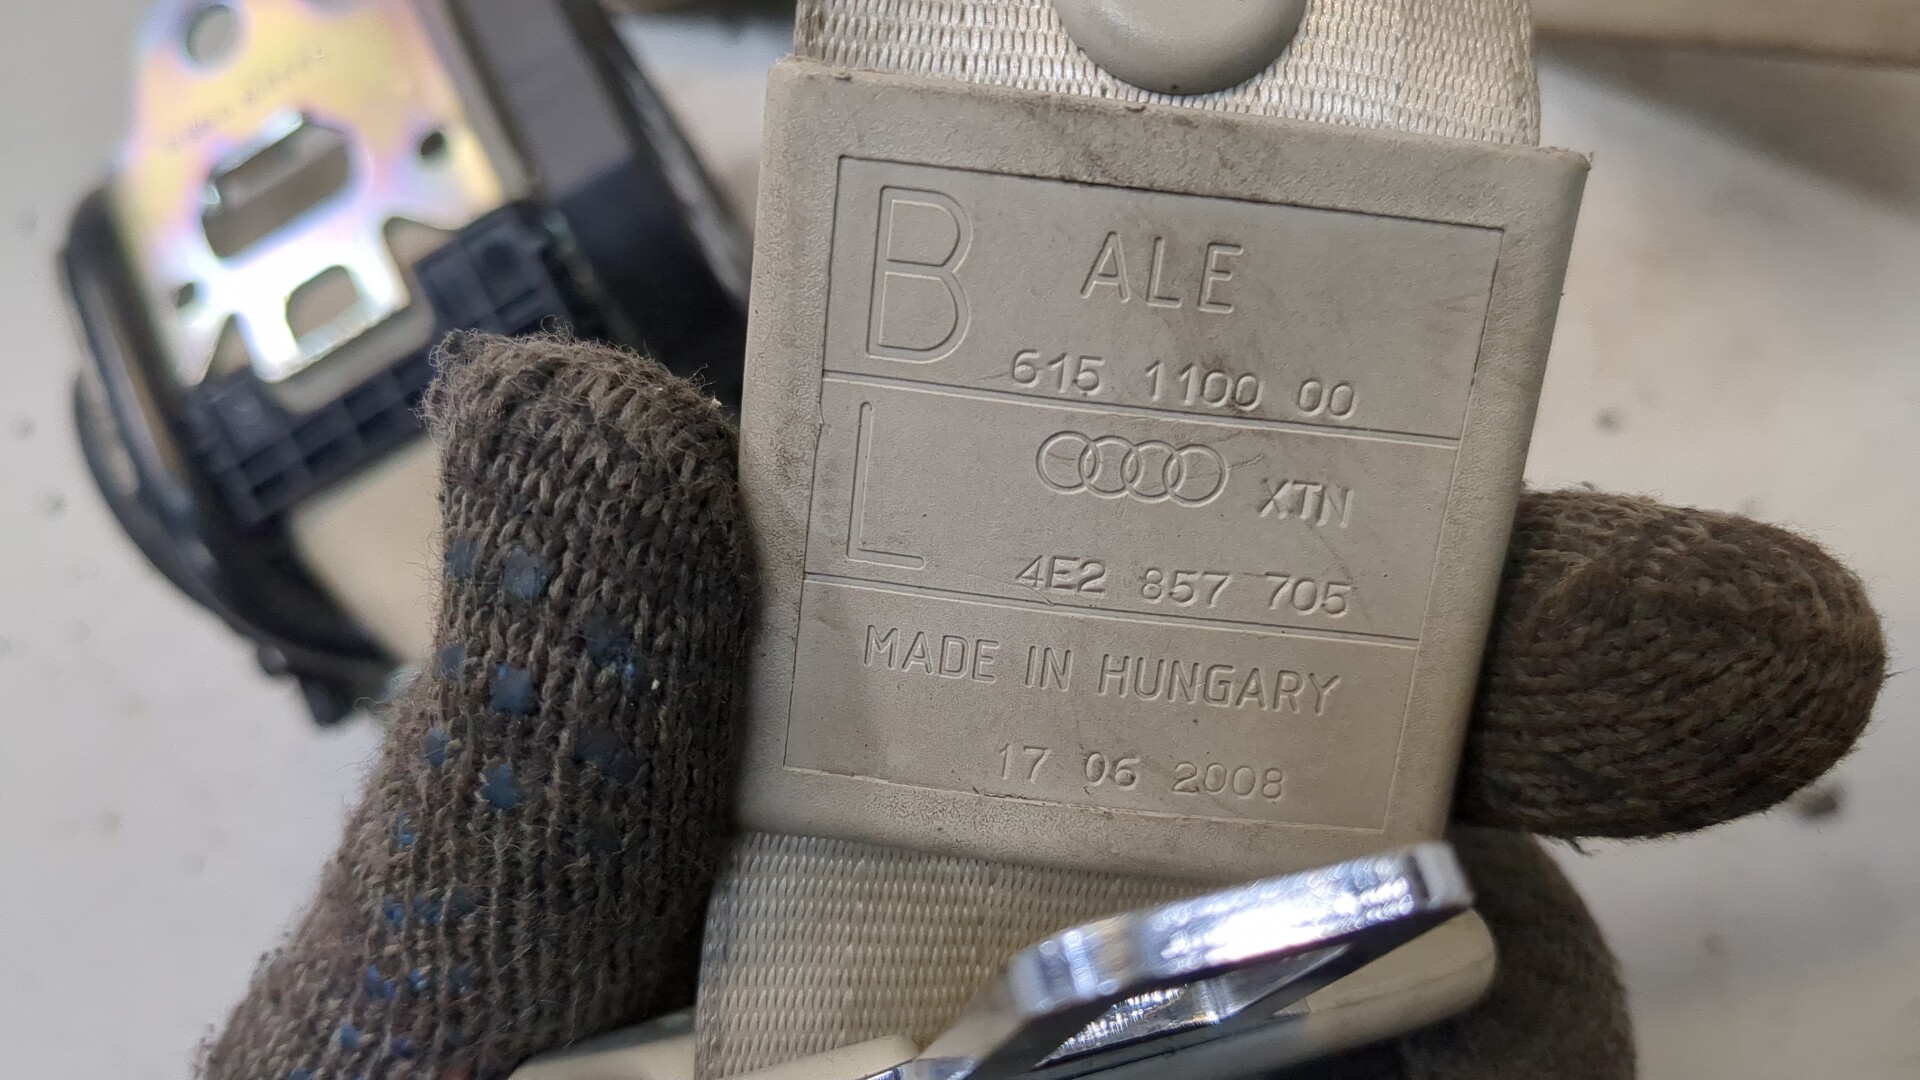 B ALE
615 1100 00
L XTN
4E2 857 705
MADE IN HUNGARY
17 06 2008